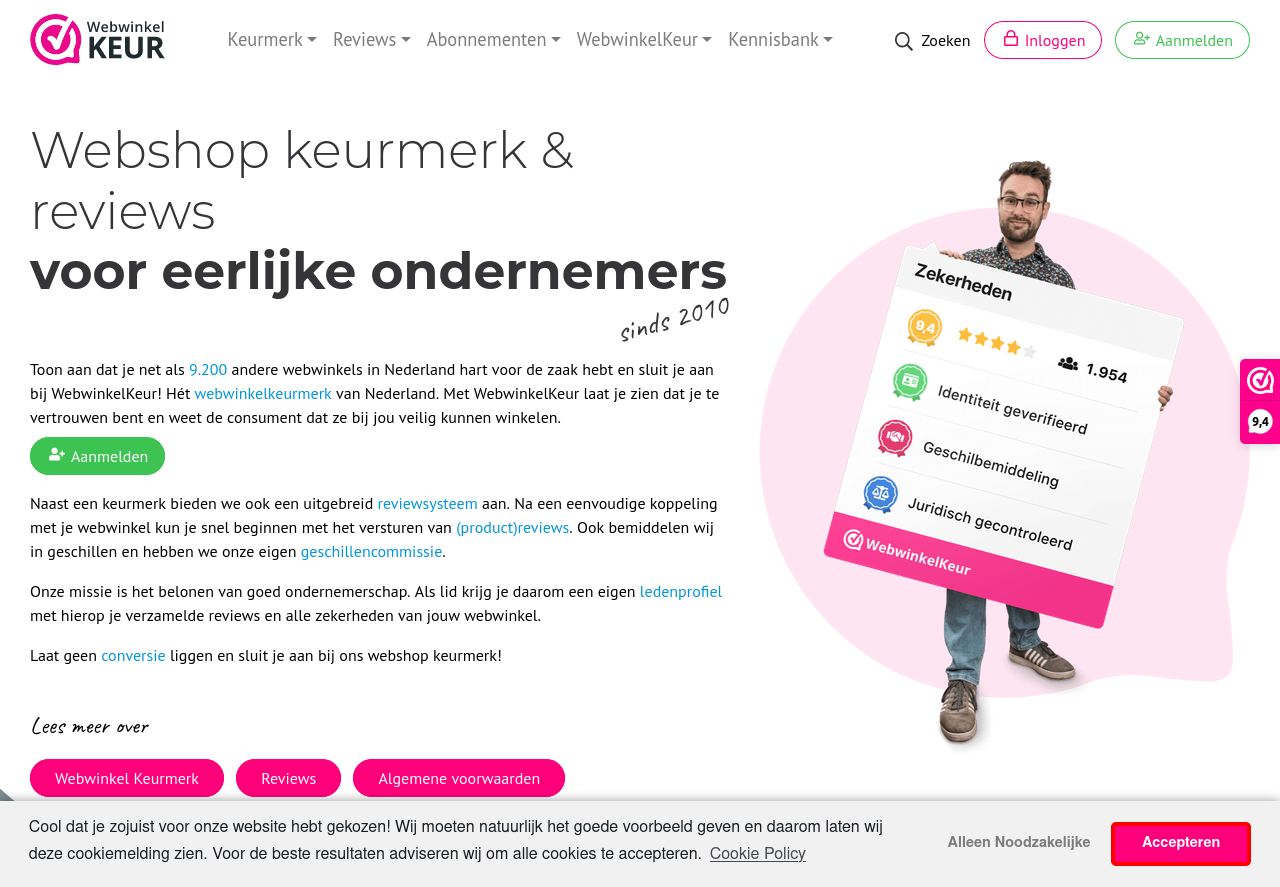 Webwinkel
KEUR
Keurmerk Reviews Abonnementen WebwinkelKeur Kennisbank
Zoeken Inloggen Aanmelden
Webshop keurmerk &
reviews
voor eerlijke ondernemers
sinds 2010
Toon aan dat je net als 9.200 andere webwinkels in Nederland hart voor de zaak hebt en sluit je aan
bij WebwinkelKeur! Hét webwinkelkeurmerk van Nederland. Met WebwinkelKeur laat je zien dat je te
vertrouwen bent en weet de consument dat ze bij jou veilig kunnen winkelen.
Aanmelden
Naast een keurmerk bieden we ook een uitgebreid reviewsysteem aan. Na een eenvoudige koppeling
met je webwinkel kun je snel beginnen met het versturen van (product)reviews. Ook bemiddelen wij
in geschillen en hebben we onze eigen geschillencommissie.
Onze missie is het belonen van goed ondernemerschap. Als lid krijg je daarom een eigen ledenprofiel
met hierop je verzamelde reviews en alle zekerheden van jouw webwinkel.
Laat geen conversie liggen en sluit je aan bij ons webshop keurmerk!
Lees meer over
Webwinkel Keurmerk Reviews Algemene voorwaarden
Zekerheden
9,4 1.954
Identiteit geverifieerd
Geschilbemiddeling
Juridisch gecontroleerd
WebwinkelKeur
9,4
Cool dat je zojuist voor onze website hebt gekozen! Wij moeten natuurlijk het goede voorbeeld geven en daarom laten wij
deze cookiemelding zien. Voor de beste resultaten adviseren wij om alle cookies te accepteren. Cookie Policy
Alleen Noodzakelijke Accepteren